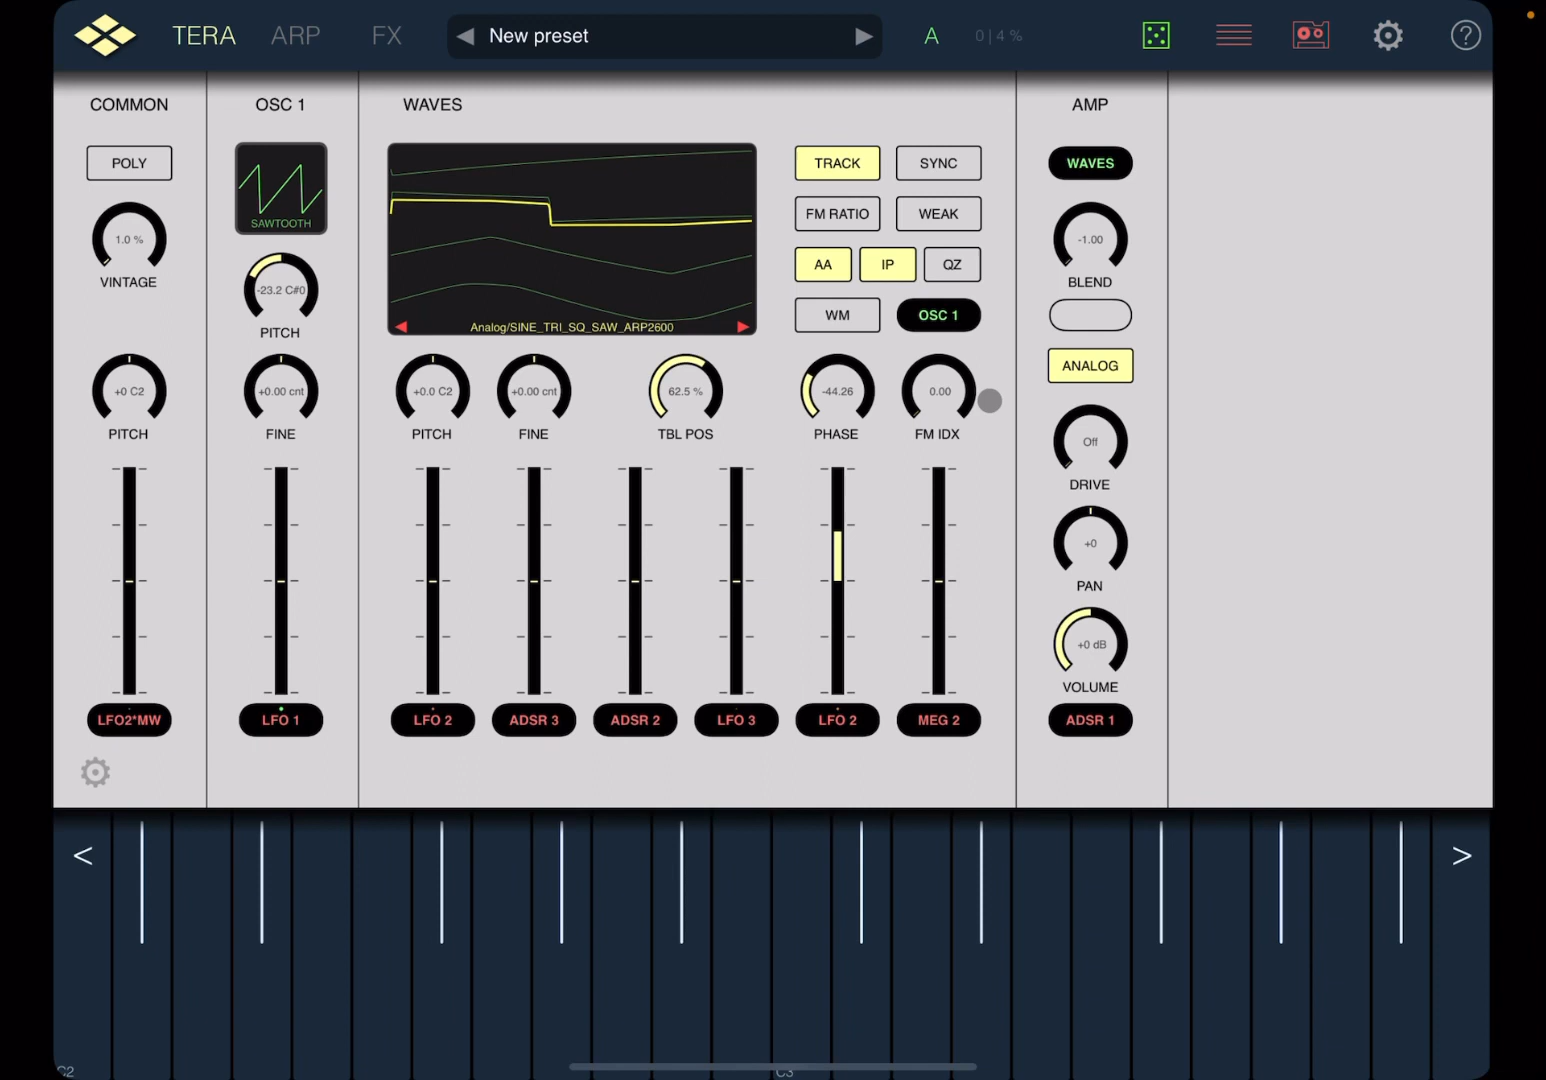 TERA
ARP
FX
New preset
A
0 | 4 %
?
COMMON
OSC 1
WAVES
AMP
POLY
TRACK
SYNC
WAVES
SAWTOOTH
FM RATIO
WEAK
1.0 %
VINTAGE
-1.00
BLEND
AA
IP
QZ
-23.2 C#0
PITCH
WM
OSC 1
Analog/SINE_TRI_SQ_SAW_ARP2600
ANALOG
+0 C2
PITCH
+0.00 cnt
FINE
+0.0 C2
PITCH
+0.00 cnt
FINE
62.5 %
TBL POS
-44.26
PHASE
0.00
FM IDX
Off
DRIVE
+0
PAN
+0 dB
VOLUME
LFO2*MW
LFO 1
LFO 2
ADSR 3
ADSR 2
LFO 3
LFO 2
MEG 2
ADSR 1
<
>
C2
C3